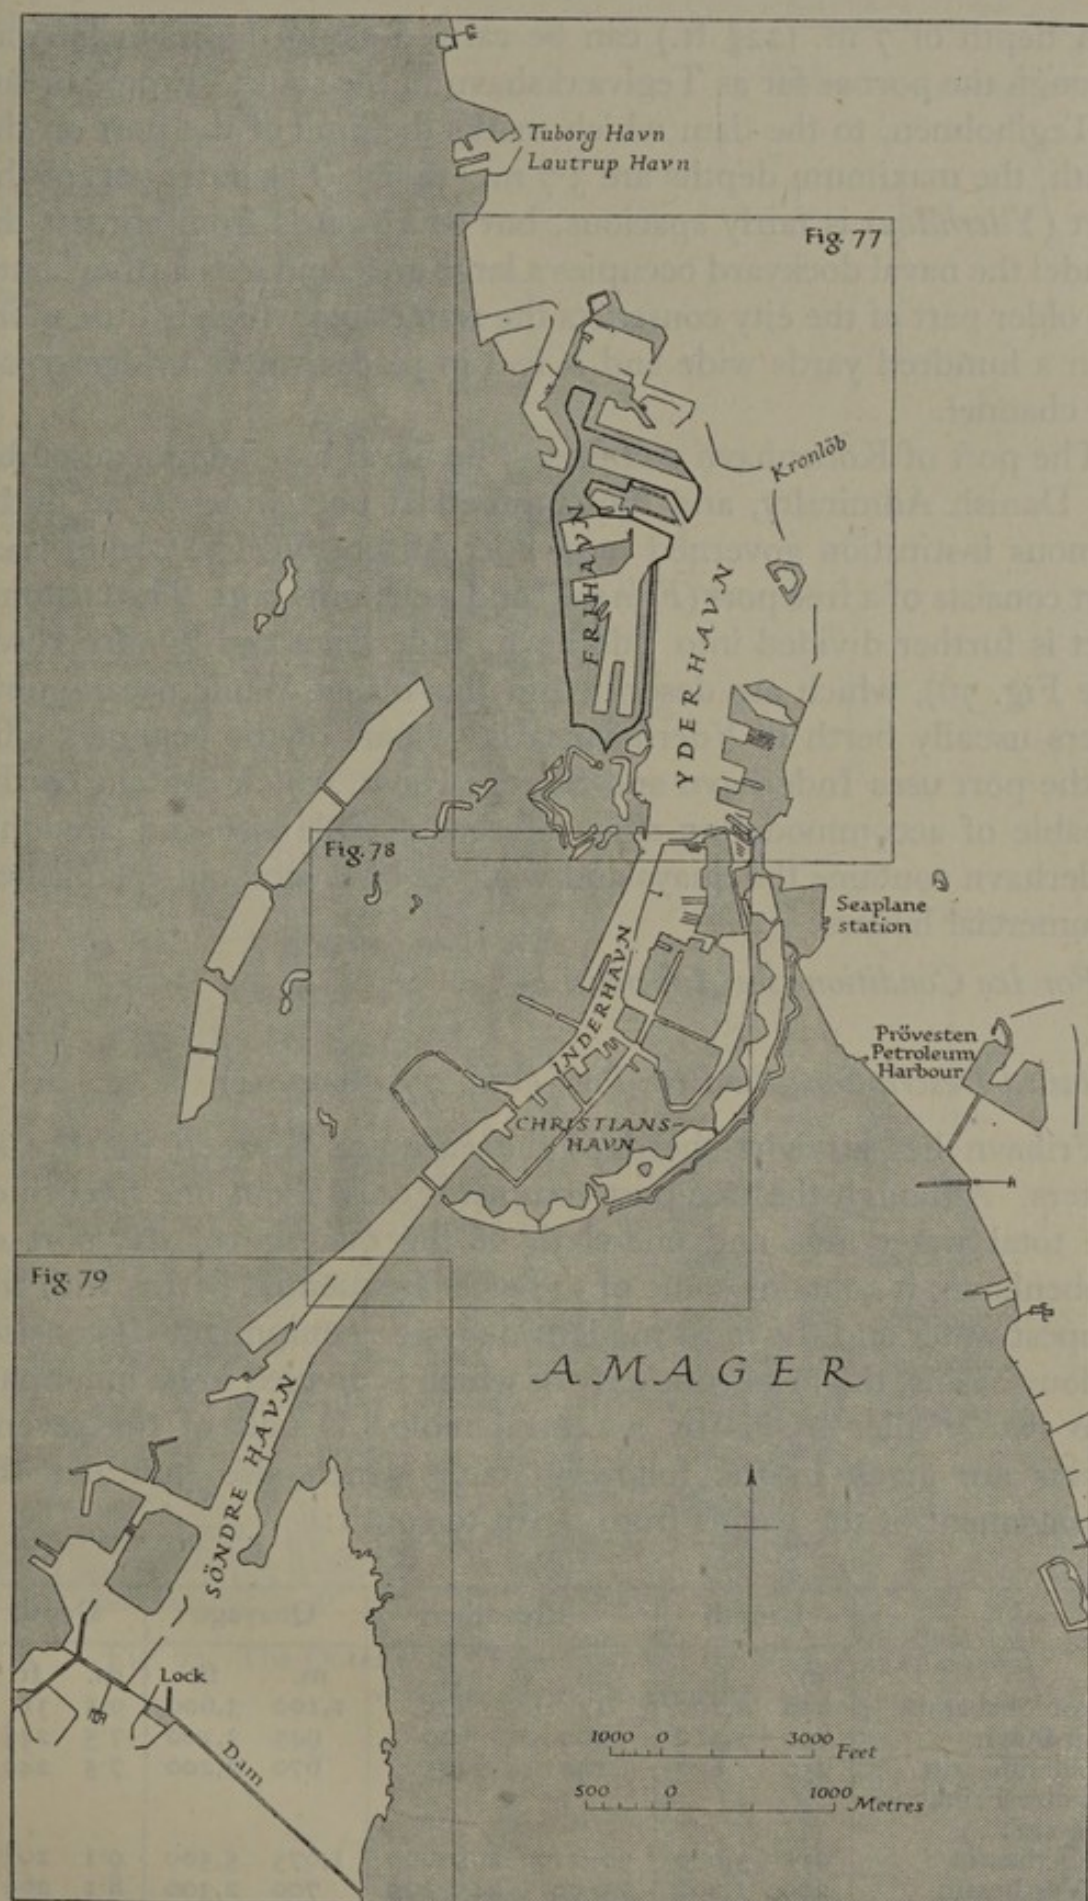 Tuborg Havn
Lautrup Havn
Fig. 77
Kronlöb
FRIHAVN
YDERHAVN
Fig. 78
Seaplane
station
INDERHAVN
Prövesten
Petroleum
Harbour
CHRISTIANS-
HAVN
Fig. 79
AMAGER
SÖNDRE HAVN
Lock
Dam
1000 0 3000 Feet
500 0 1000 Metres